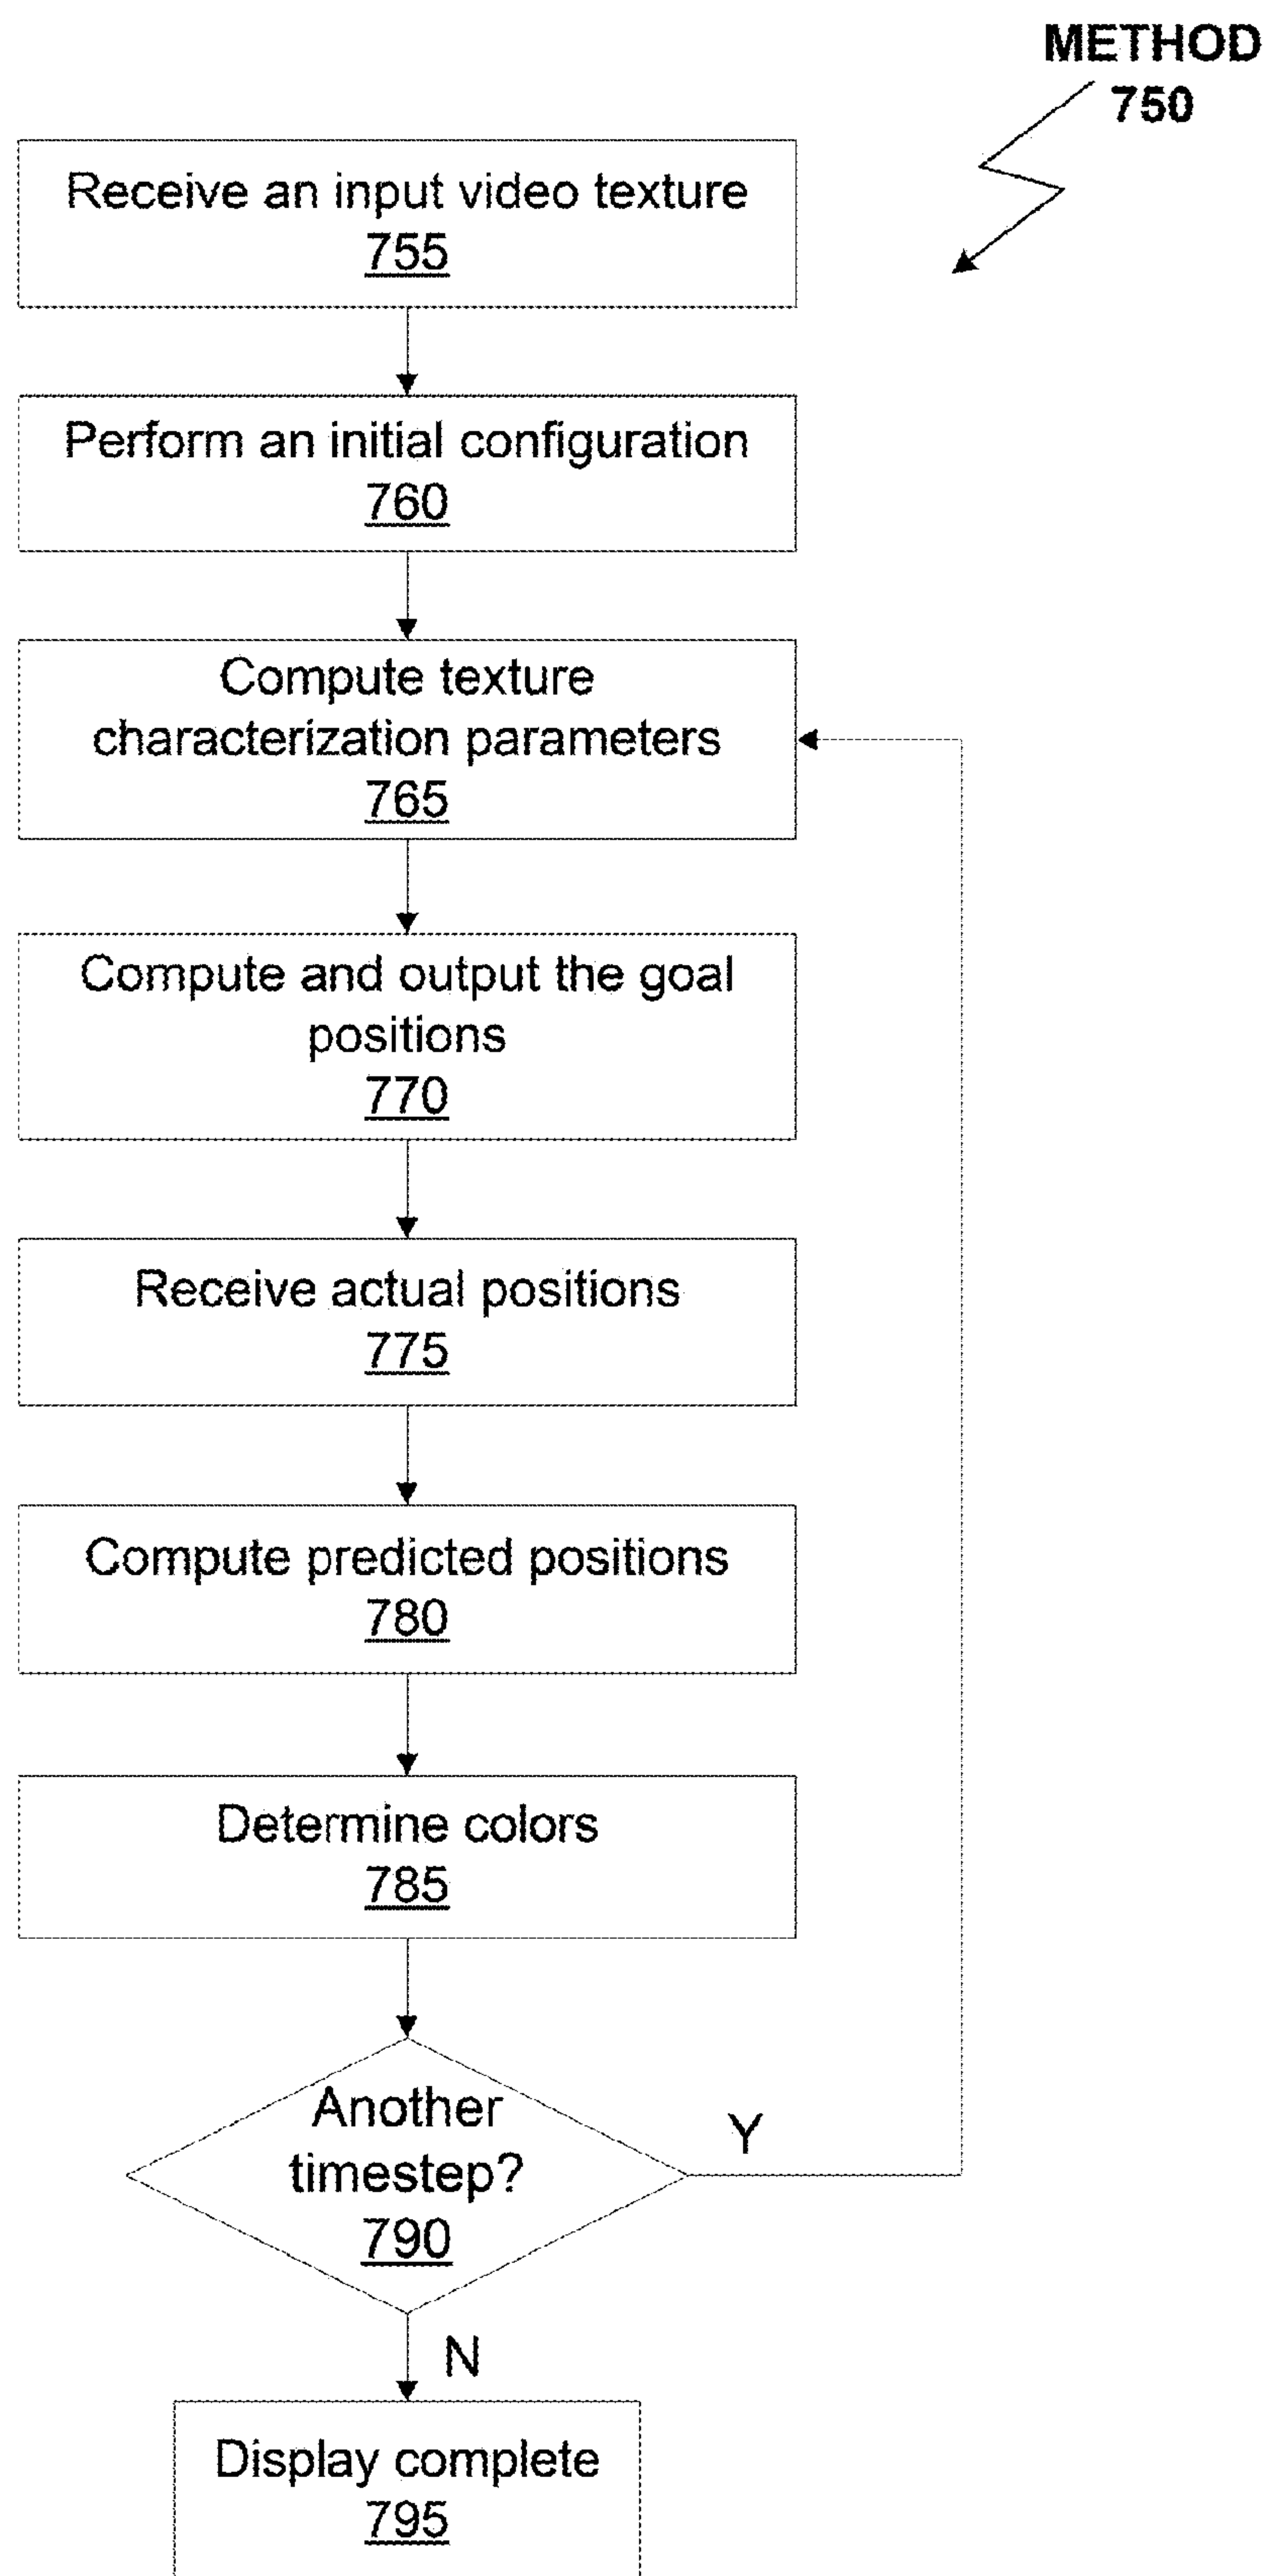 METHOD
750
Receive an input video texture
755
Perform an initial configuration
760
Compute texture
characterization parameters
765
Compute and output the goal
positions
770
Receive actual positions
775
Compute predicted positions
780
Determine colors
785
Another
timestep?
790
Y
N
Display complete
795